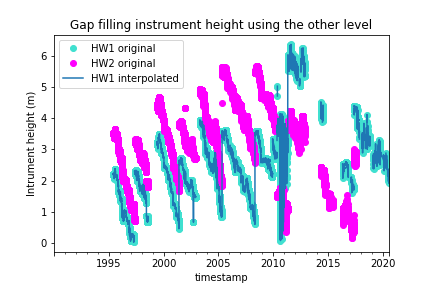 Gap filling instrument height using the other level
HW1 original
HW2 original
HW1 interpolated
Intrument height (m)
6
5
4
3
2
1
0
1995 2000 2005 2010 2015 2020
timestamp